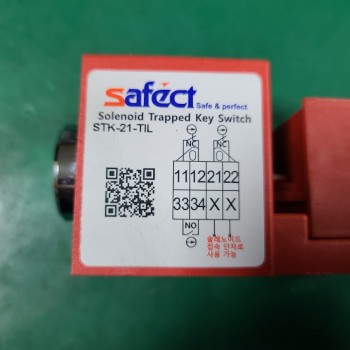 safect
Safe & perfect
Solenoid Trapped Key Switch
STK-21-TIL
NC NC
11 12 21 22
33 34 X X
NO
솔레노이드
접속 단자로
사용 가능